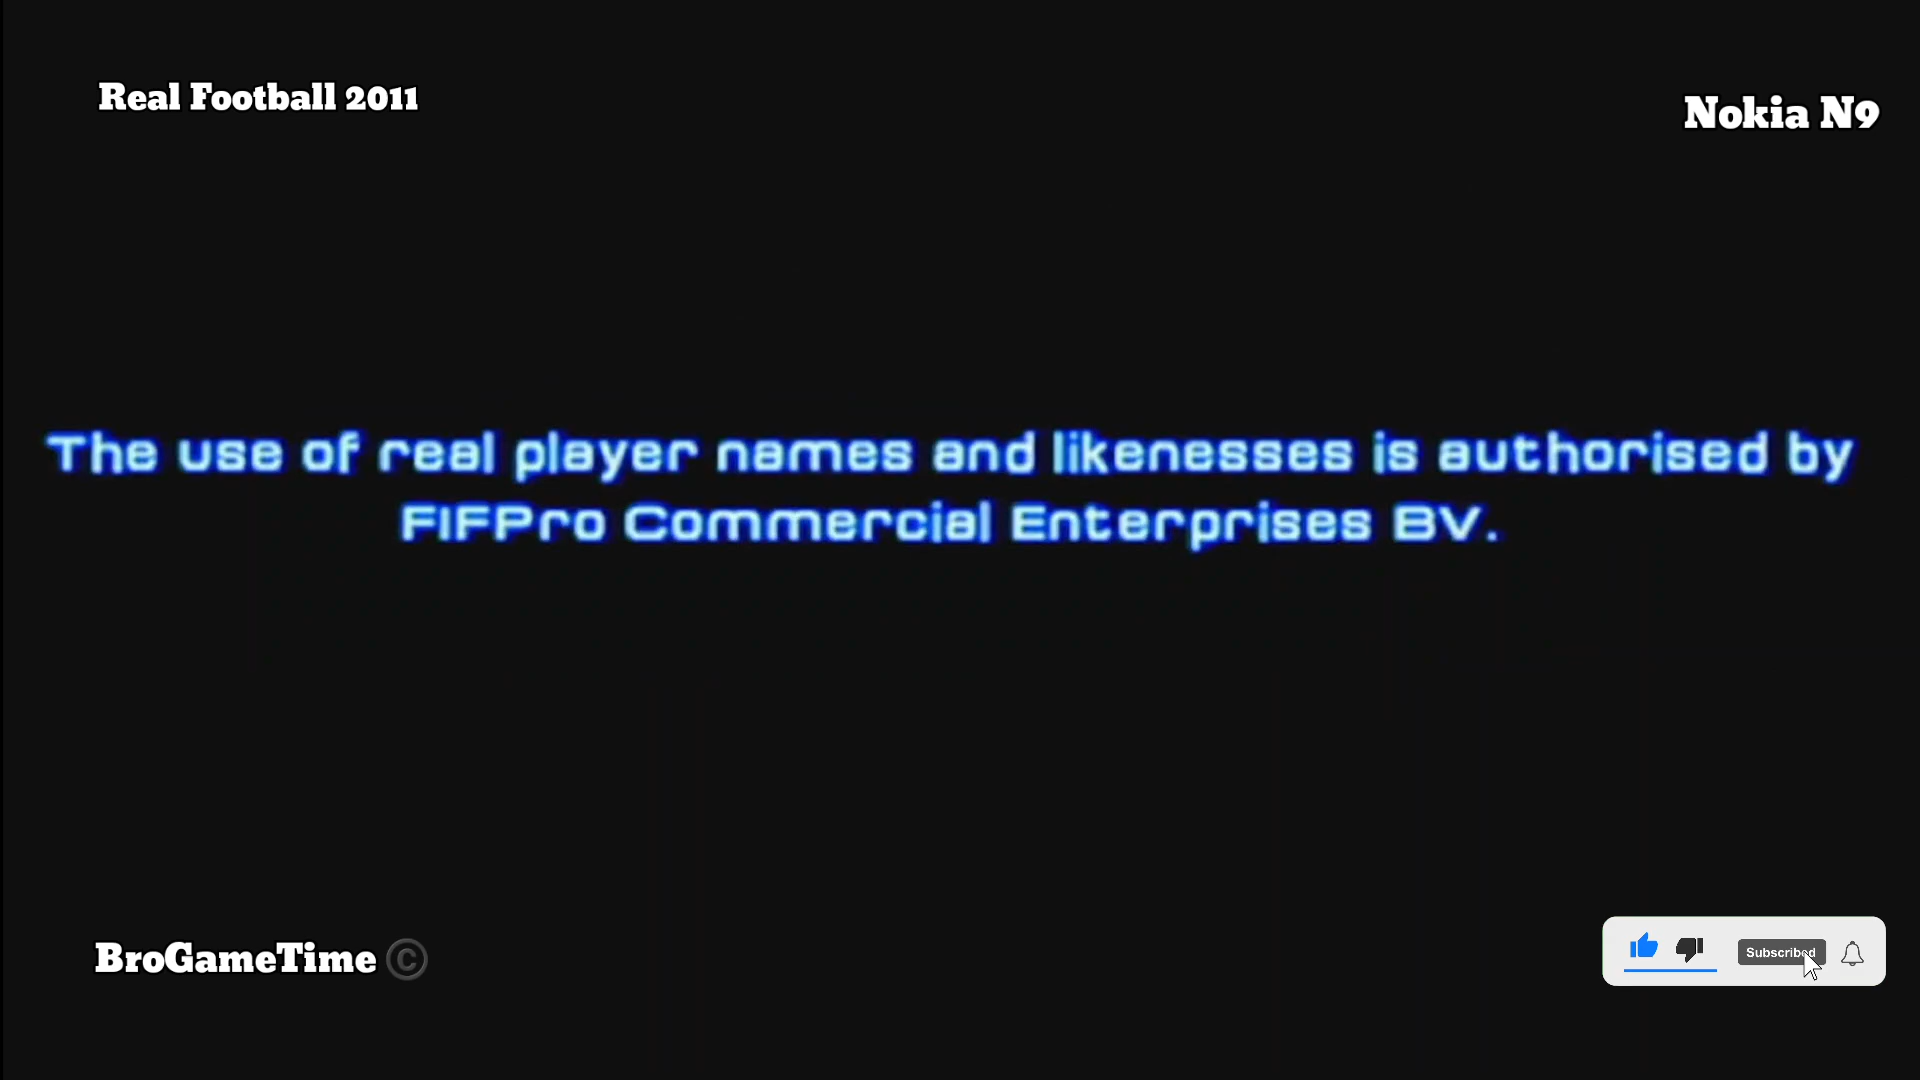 Real Football 2011
Nokia N9
The use of real player names and likenesses is authorised by
FIFPro Commercial Enterprises BV.
BroGameTime ©
Subscribed